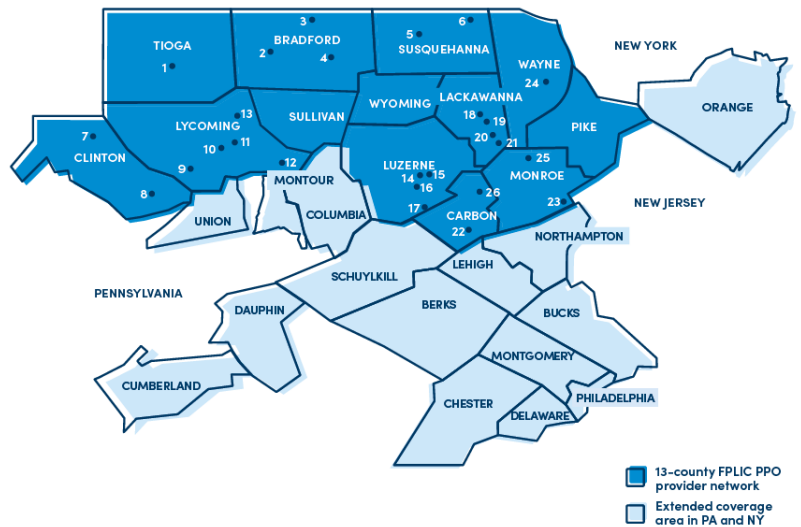 3
6
TIOGA
BRADFORD
5
SUSQUEHANNA
NEW YORK
1
2
4
WAYNE
24
ORANGE
WYOMING
LACKAWANNA
SULLIVAN
13
LYCOMING
18
19
PIKE
7
10
11
20
21
CLINTON
9
12
LUZERNE
25
MONROE
14
15
16
MONTOUR
8
26
UNION
COLUMBIA
17
CARBON
23
NEW JERSEY
22
NORTHAMPTON
LEHIGH
SCHUYLKILL
PENNSYLVANIA
BERKS
DAUPHIN
BUCKS
MONTGOMERY
CUMBERLAND
PHILADELPHIA
CHESTER
DELAWARE
13-county FPLIC PPO
provider network
Extended coverage
area in PA and NY